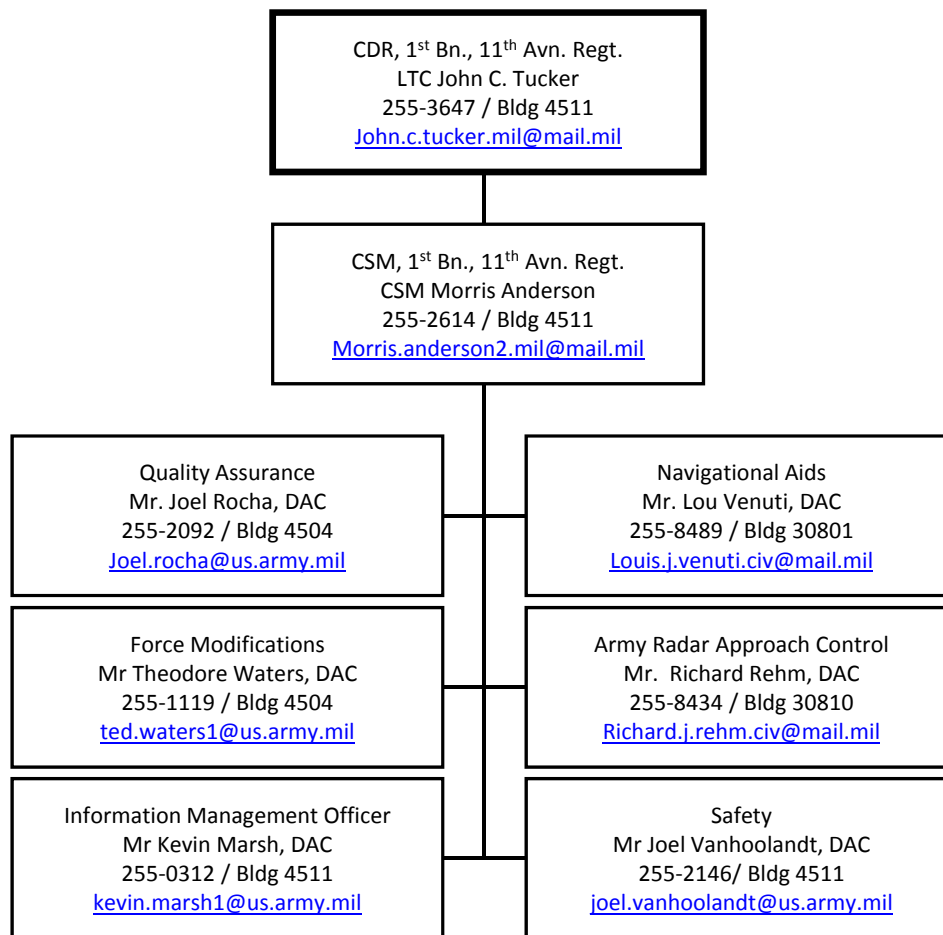 CDR, 1st Bn., 11th Avn. Regt.
LTC John C. Tucker
255-3647 / Bldg 4511
John.c.tucker.mil@mail.mil
CSM, 1st Bn., 11th Avn. Regt.
CSM Morris Anderson
255-2614 / Bldg 4511
Morris.anderson2.mil@mail.mil
Quality Assurance
Mr. Joel Rocha, DAC
255-2092 / Bldg 4504
Joel.rocha@us.army.mil
Navigational Aids
Mr. Lou Venuti, DAC
255-8489 / Bldg 30801
Louis.j.venuti.civ@mail.mil
Force Modifications
Mr Theodore Waters, DAC
255-1119 / Bldg 4504
ted.waters1@us.army.mil
Army Radar Approach Control
Mr.  Richard Rehm, DAC
255-8434 / Bldg 30810
Richard.j.rehm.civ@mail.mil
Information Management Officer
Mr Kevin Marsh, DAC
255-0312 / Bldg 4511
kevin.marsh1@us.army.mil
Safety
Mr Joel Vanhoolandt, DAC
255-2146/ Bldg 4511
joel.vanhoolandt@us.army.mil